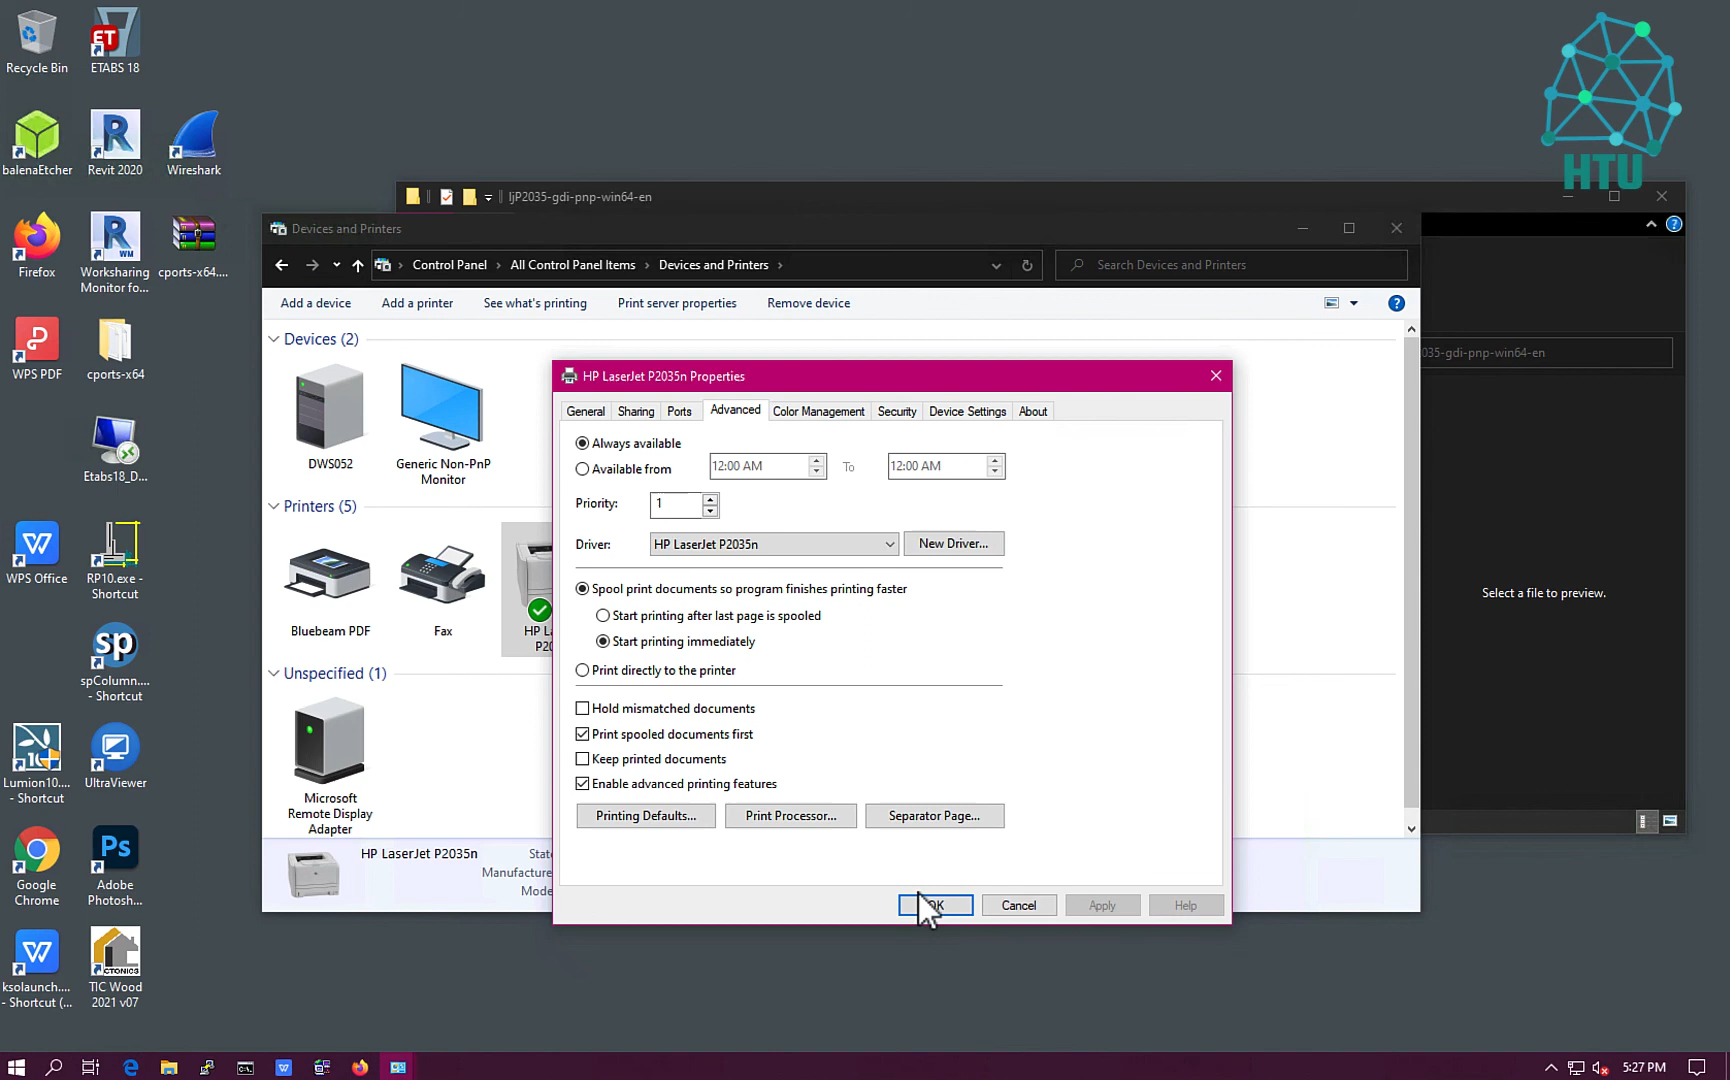 Recycle Bin
ETABS 18
balenaEtcher
Revit 2020
Wireshark
Firefox
Worksharing
Monitor fo...
cports-x64....
WPS PDF
cports-x64
Etabs18_D...
WPS Office
RP10.exe -
Shortcut
spColumn....
- Shortcut
Lumion10....
- Shortcut
UltraViewer
Google
Chrome
Adobe
Photosh...
ksolaunch....
- Shortcut (...
TIC Wood
2021 v07
HTU
ljP2035-gdi-pnp-win64-en
Devices and Printers
Control Panel
All Control Panel Items
Devices and Printers
Search Devices and Printers
035-gdi-pnp-win64-en
Add a device
Add a printer
See what's printing
Print server properties
Remove device
Devices (2)
DWS052
Generic Non-PnP
Monitor
Printers (5)
Bluebeam PDF
Fax
HP La
P20
Unspecified (1)
Microsoft
Remote Display
Adapter
HP LaserJet P2035n
State
Manufacture
Mode
Select a file to preview.
HP LaserJet P2035n Properties
General
Sharing
Ports
Advanced
Color Management
Security
Device Settings
About
Always available
Available from
12:00 AM
To
12:00 AM
Priority:
1
Driver:
HP LaserJet P2035n
New Driver...
Spool print documents so program finishes printing faster
Start printing after last page is spooled
Start printing immediately
Print directly to the printer
Hold mismatched documents
Print spooled documents first
Keep printed documents
Enable advanced printing features
Printing Defaults...
Print Processor...
Separator Page...
OK
Cancel
Apply
Help
5:27 PM